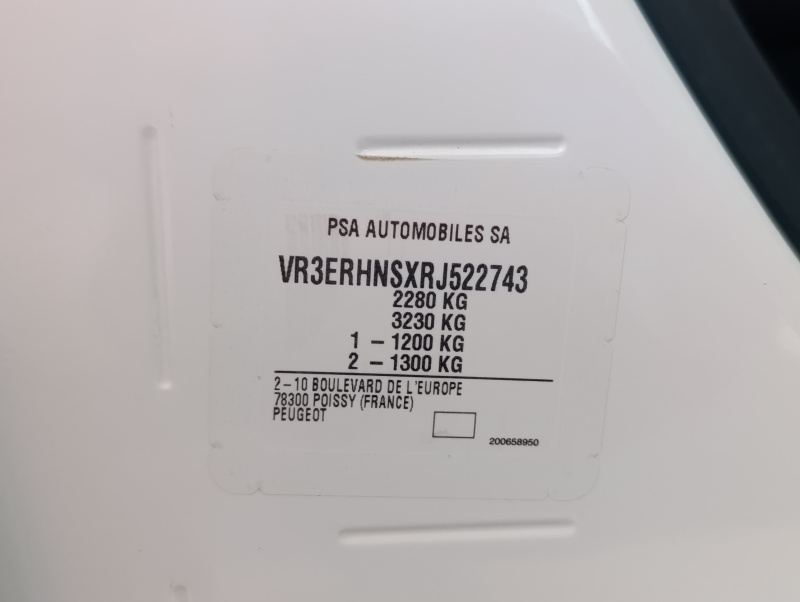 PSA AUTOMOBILES SA
VR3ERHNSXRJ522743
2280 KG
3230 KG
1 – 1200 KG
2 – 1300 KG
2–10 BOULEVARD DE L'EUROPE
78300 POISSY (FRANCE)
PEUGEOT
200658950